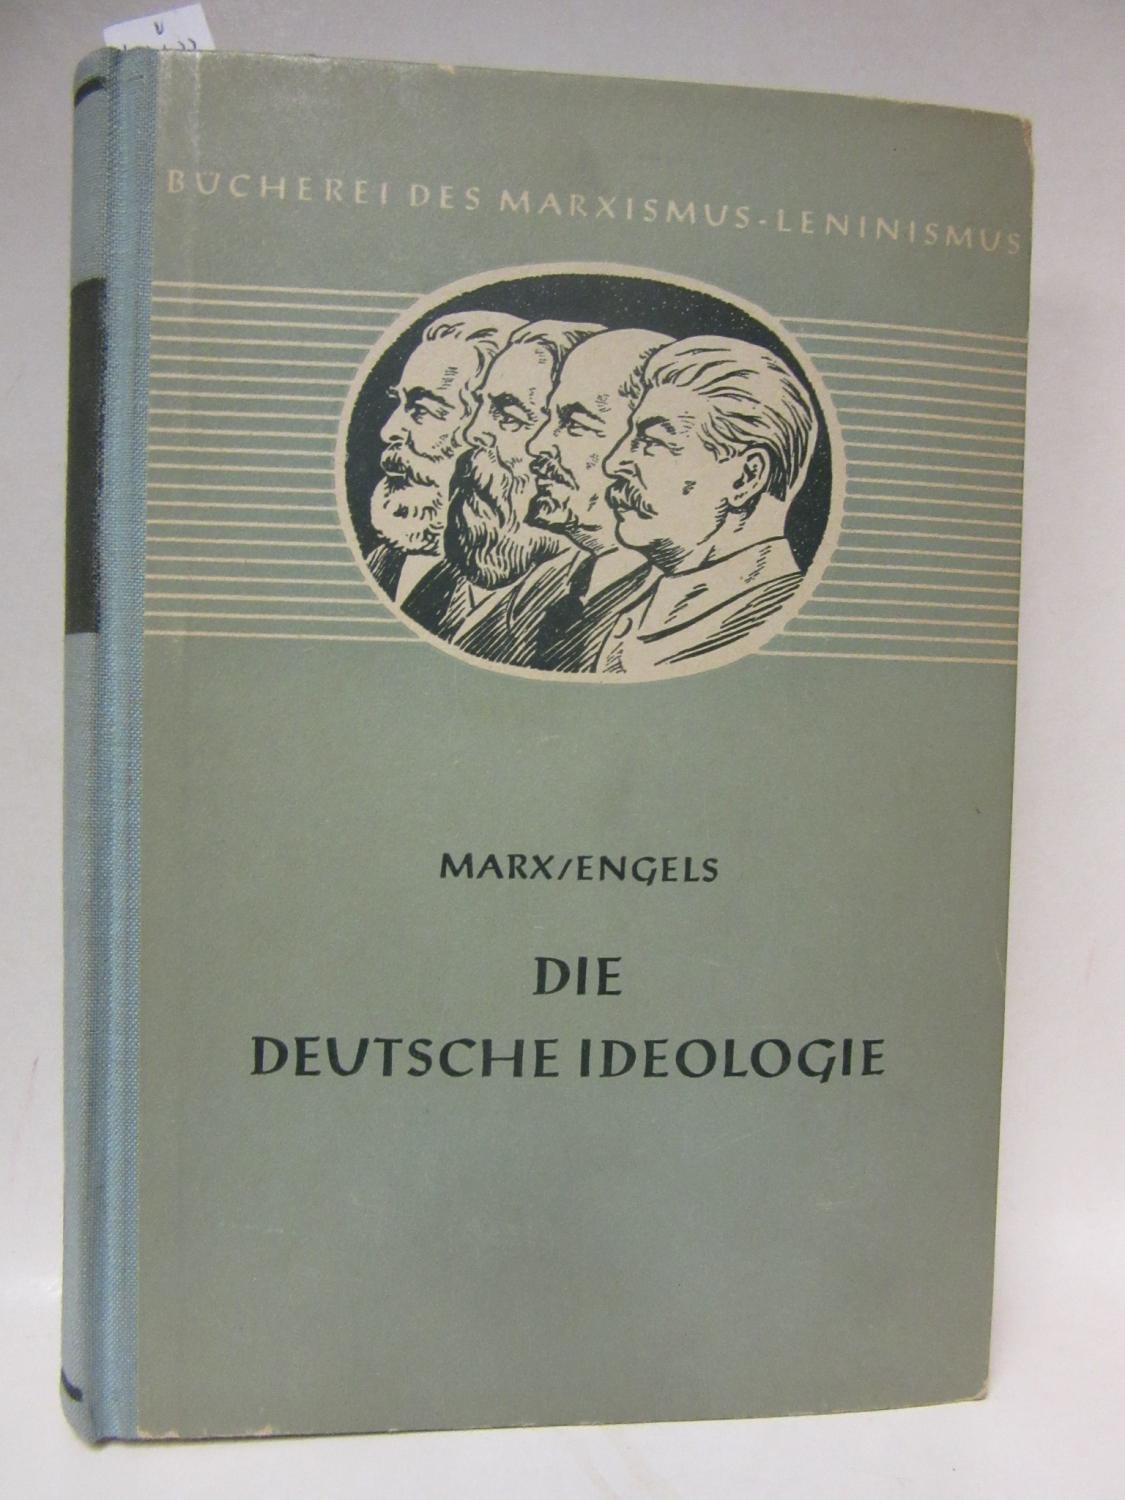 BÜCHEREI DES MARXISMUS-LENINISMUS
MARX/ENGELS
DIE
DEUTSCHE IDEOLOGIE